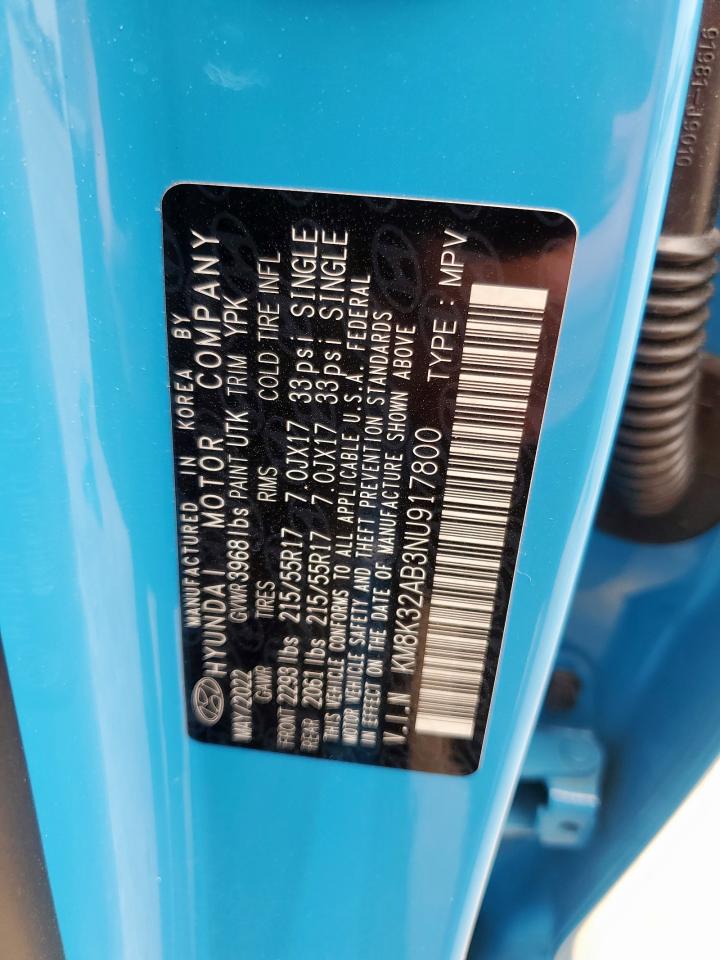 MANUFACTURED IN KOREA BY
HYUNDAI MOTOR COMPANY
MAY/2022 GVWR 3968 lbs PAINT UTK TRIM YPK
GAWR TIRES RIMS COLD TIRE INFL
FRONT 2293 lbs 215/55R17 7.0JX17 33psi SINGLE
REAR 2061 lbs 215/55R17 7.0JX17 33psi SINGLE
THIS VEHICLE CONFORMS TO ALL APPLICABLE U.S.A. FEDERAL
MOTOR VEHICLE SAFETY AND THEFT PREVENTION STANDARDS
IN EFFECT ON THE DATE OF MANUFACTURE SHOWN ABOVE
V.I.N KM8K32AB3NU917800 TYPE : MPV
91981-J9010